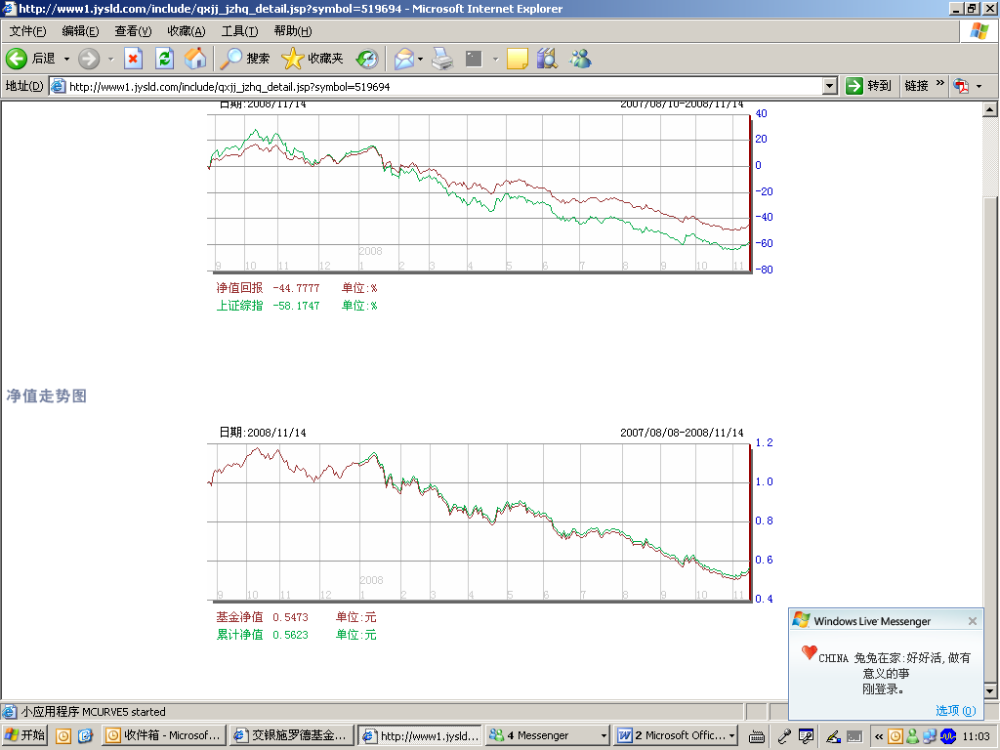 http://www1.jysld.com/include/qxjj_jzhq_detail.jsp?symbol=519694 - Microsoft Internet Explorer
文件(F) 编辑(E) 查看(V) 收藏(A) 工具(T) 帮助(H)
后退 搜索 收藏夹
地址(D) http://www1.jysld.com/include/qxjj_jzhq_detail.jsp?symbol=519694 转到 链接 »
日期:2008/11/14 2007/08/10-2008/11/14
40
20
0
-20
-40
-60
-80
2008
9 10 11 12 1 2 3 4 5 6 7 8 9 10 11
净值回报 -44.7777 单位:%
上证综指 -58.1747 单位:%
净值走势图
日期:2008/11/14 2007/08/08-2008/11/14
1.2
1.0
0.8
0.6
0.4
2008
9 10 11 12 1 2 3 4 5 6 7 8 9 10 11
基金净值 0.5473 单位:元
累计净值 0.5623 单位:元
Windows Live Messenger
CHINA 兔兔在家:好好活,做有
意义的事
刚登录。
选项(O)
小应用程序 MCURVE5 started
开始 收件箱 - Microsof... 交银施罗德基金... http://www1.jysld... 4 Messenger 2 Microsoft Offic... « 11:03